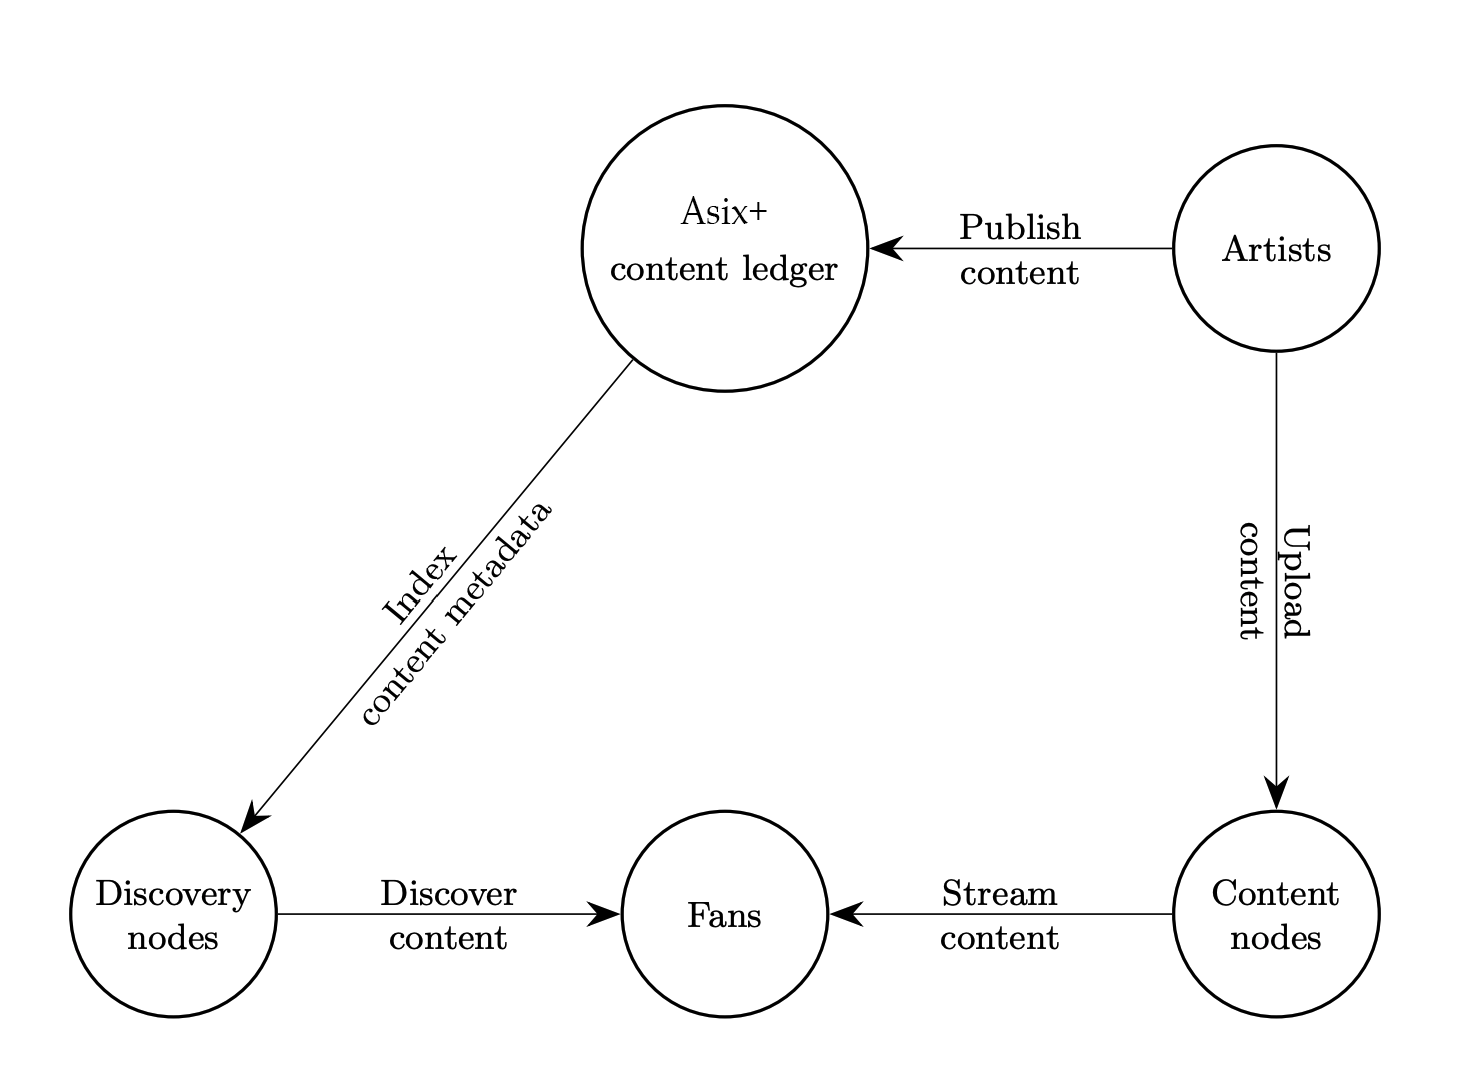 Asix+
content ledger
Publish
content
Artists
Index
content metadata
Upload
content
Discovery
nodes
Discover
content
Fans
Stream
content
Content
nodes